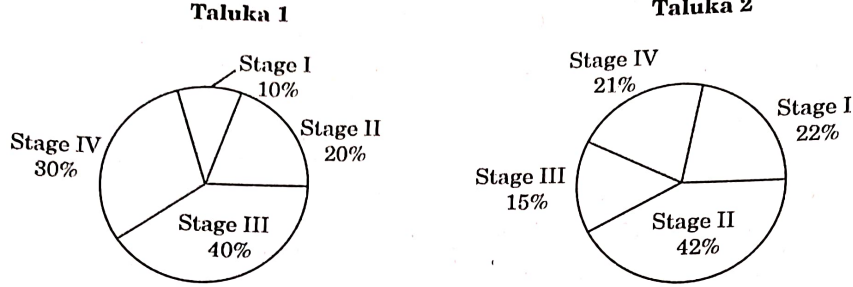 Taluka 1
Stage I
10%
Stage II
20%
Stage III
40%
Stage IV
30%
Taluka 2
Stage IV
21%
Stage I
22%
Stage III
15%
Stage II
42%